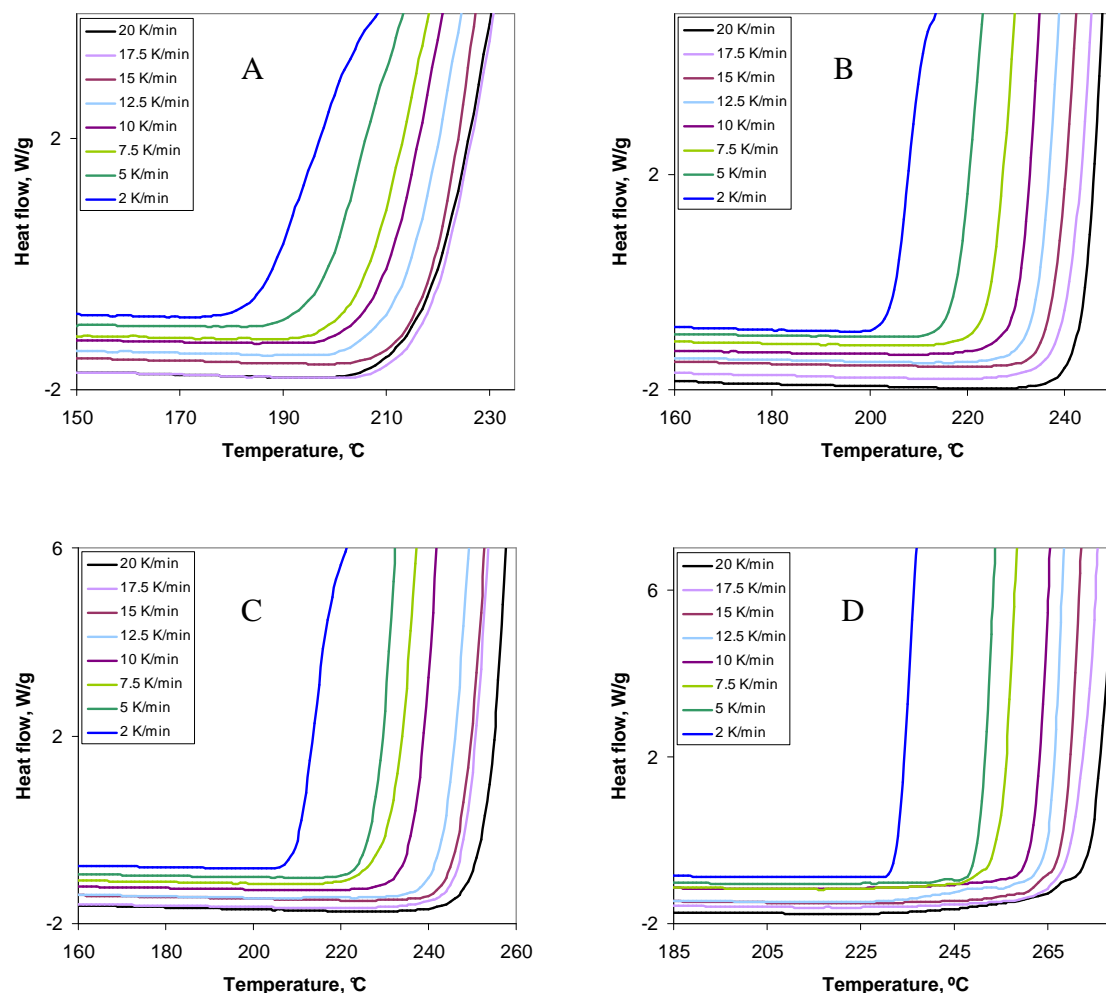 A
20 K/min
17.5 K/min
15 K/min
12.5 K/min
10 K/min
7.5 K/min
5 K/min
2 K/min
Heat flow, W/g
2
-2
150 170 190 210 230
Temperature, °C
B
20 K/min
17.5 K/min
15 K/min
12.5 K/min
10 K/min
7.5 K/min
5 K/min
2 K/min
Heat flow, W/g
2
-2
160 180 200 220 240
Temperature, °C
C
20 K/min
17.5 K/min
15 K/min
12.5 K/min
10 K/min
7.5 K/min
5 K/min
2 K/min
Heat flow, W/g
6
2
-2
160 180 200 220 240 260
Temperature, °C
D
20 K/min
17.5 K/min
15 K/min
12.5 K/min
10 K/min
7.5 K/min
5 K/min
2 K/min
Heat flow, W/g
6
2
-2
185 205 225 245 265
Temperature, ºC